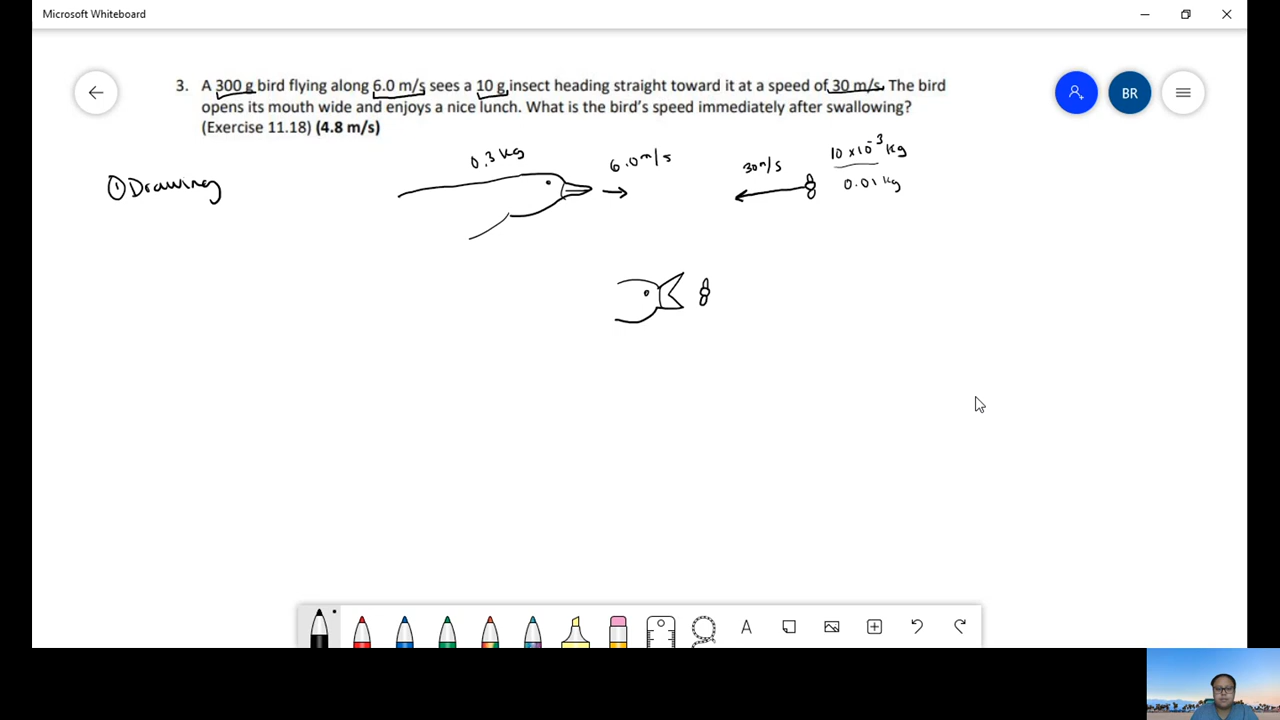 Microsoft Whiteboard
3. A 300 g bird flying along 6.0 m/s sees a 10 g insect heading straight toward it at a speed of 30 m/s. The bird
opens its mouth wide and enjoys a nice lunch. What is the bird's speed immediately after swallowing?
(Exercise 11.18) (4.8 m/s)
① Drawing
0.3 kg
6.0 m/s
30 m/s
10 x 10⁻³ kg
0.01 kg
BR
A